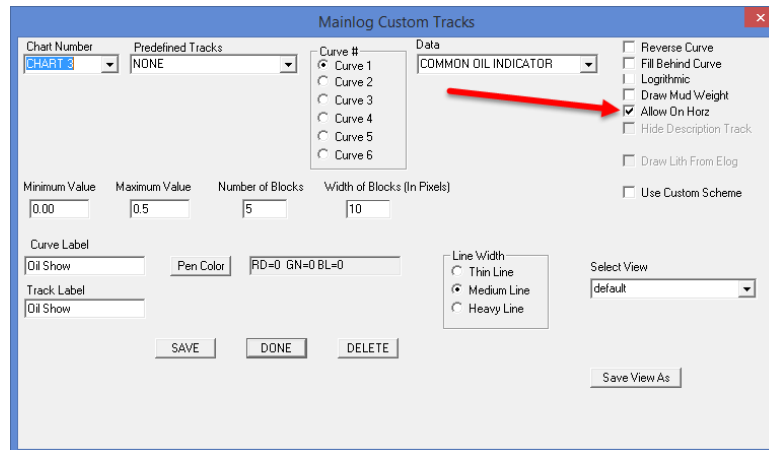 Mainlog Custom Tracks
Chart Number
CHART 3
Predefined Tracks
NONE
Curve #
Curve 1
Curve 2
Curve 3
Curve 4
Curve 5
Curve 6
Data
COMMON OIL INDICATOR
Reverse Curve
Fill Behind Curve
Logrithmic
Draw Mud Weight
Allow On Horz
Hide Description Track
Draw Lith From Elog
Use Custom Scheme
Minimum Value
0.00
Maximum Value
0.5
Number of Blocks
5
Width of Blocks (In Pixels)
10
Curve Label
Oil Show
Pen Color
RD=0 GN=0 BL=0
Track Label
Oil Show
Line Width
Thin Line
Medium Line
Heavy Line
Select View
default
SAVE
DONE
DELETE
Save View As